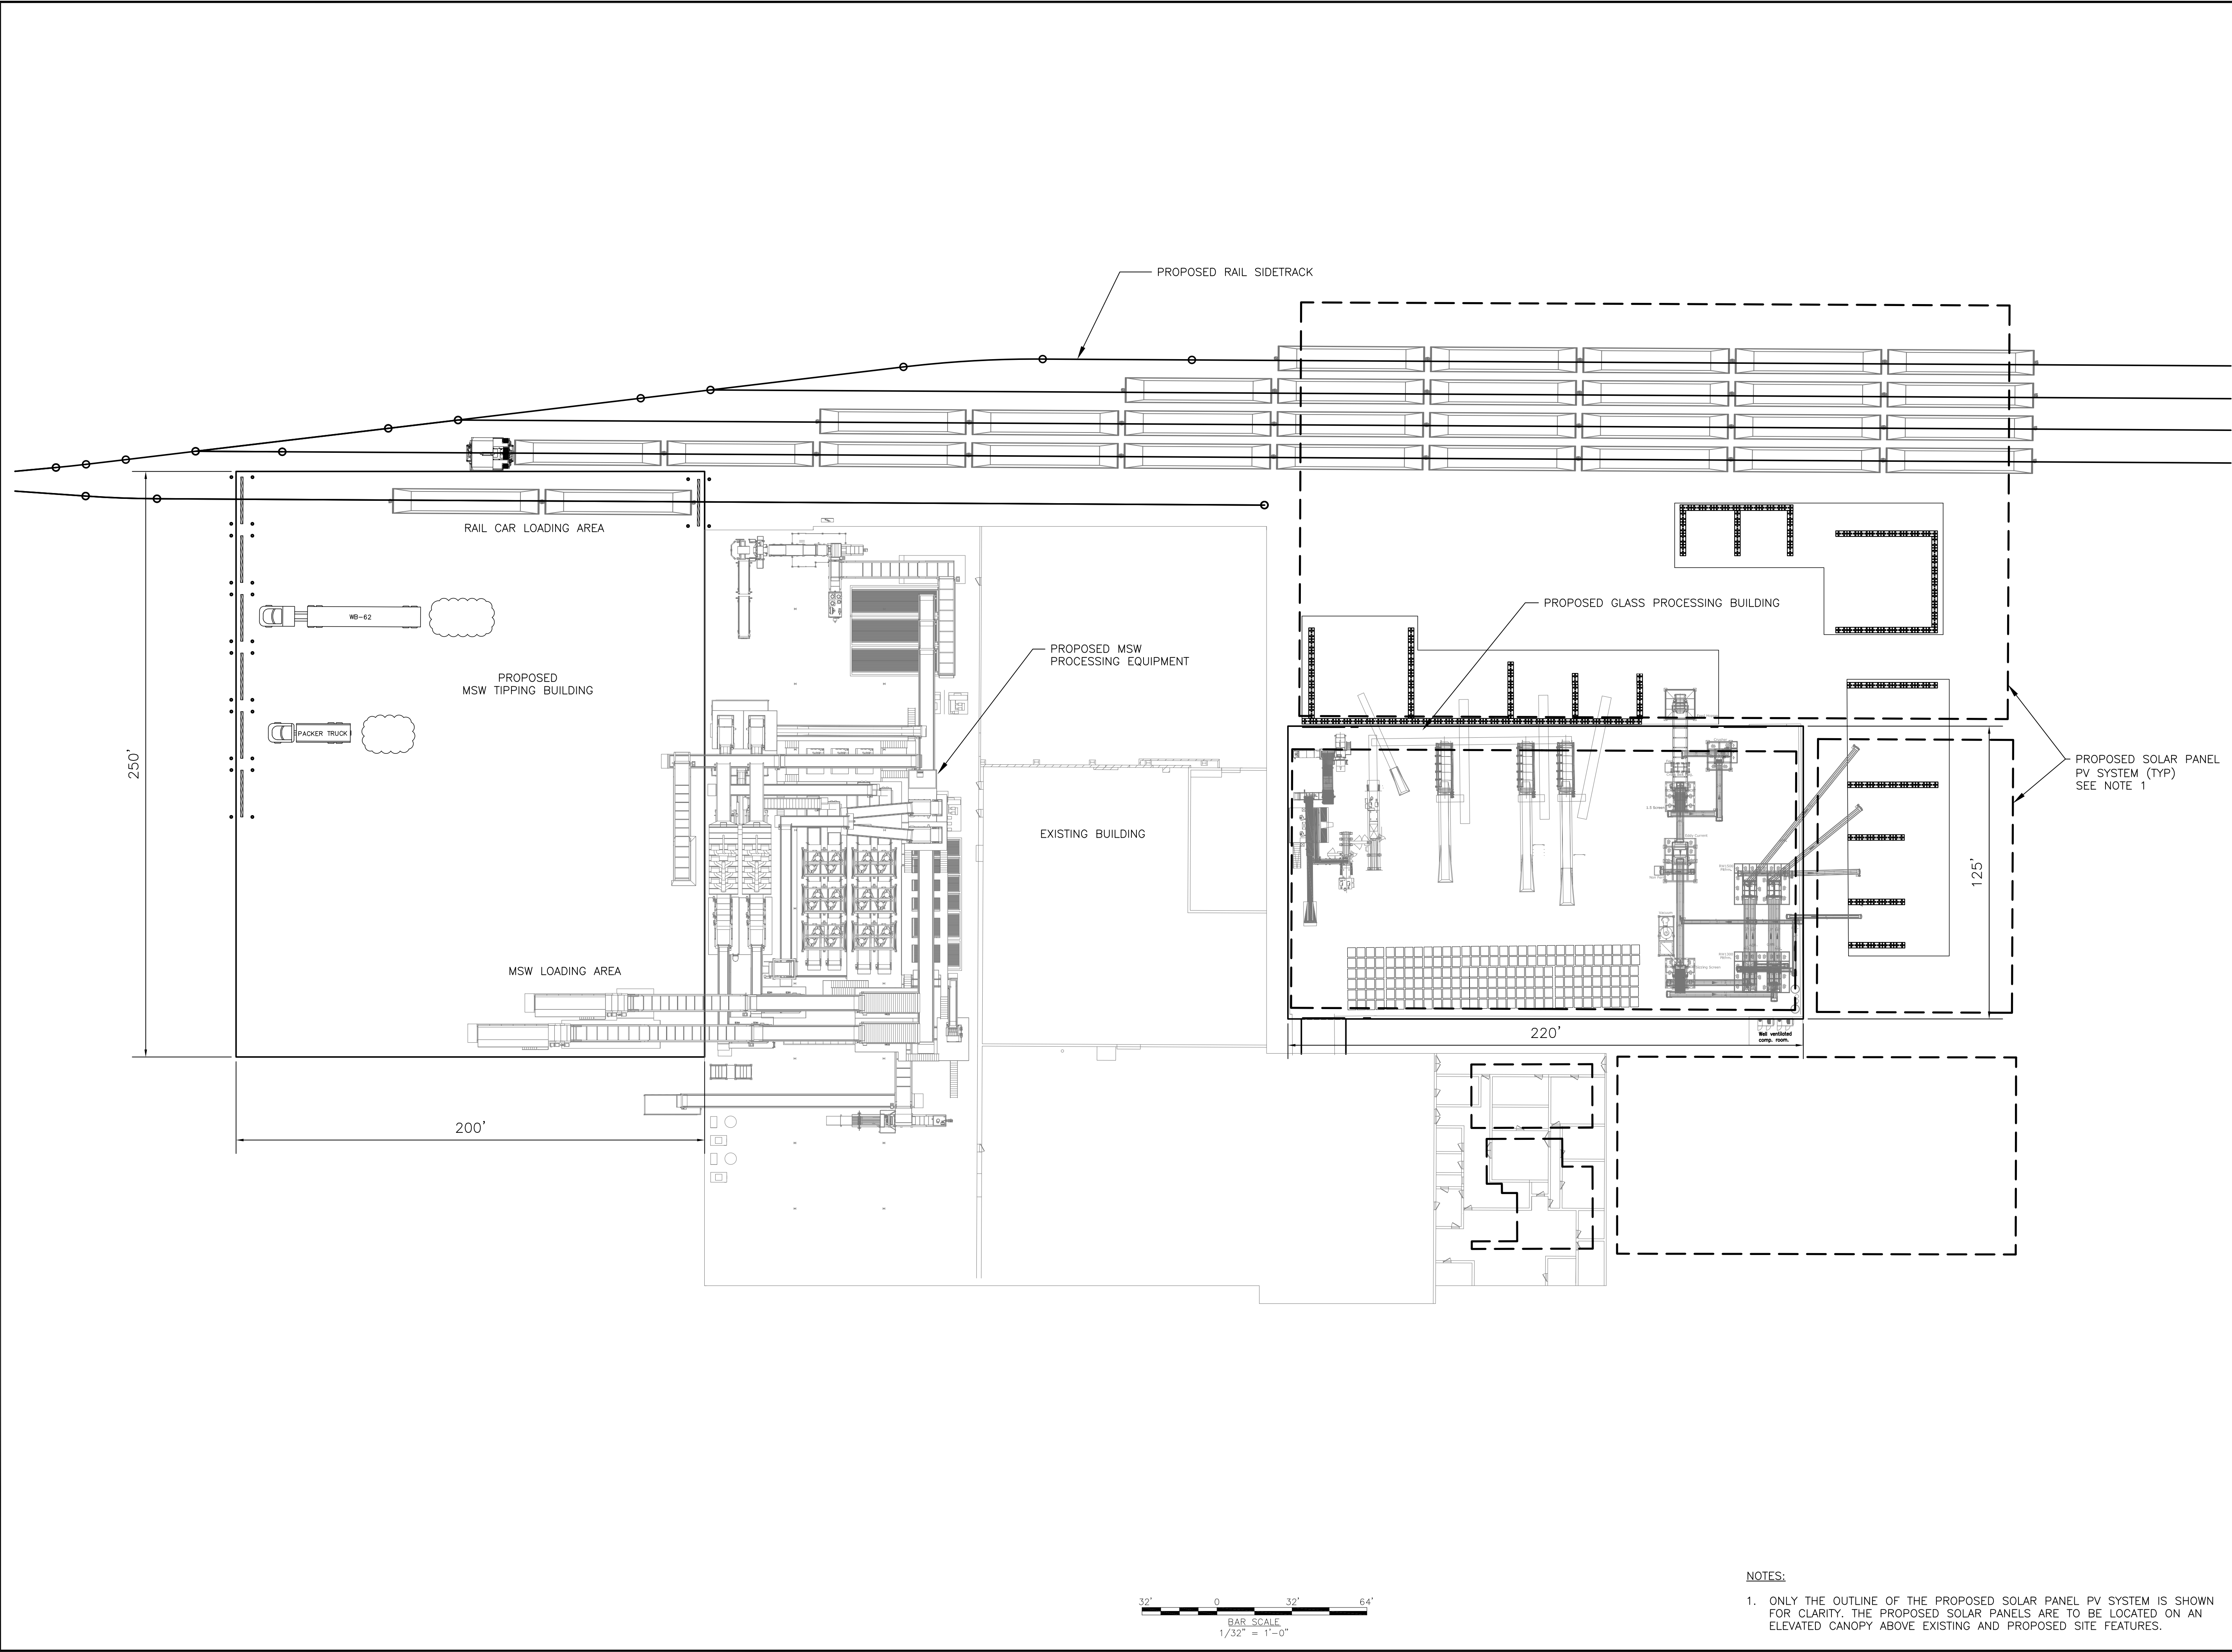 PROPOSED RAIL SIDETRACK
RAIL CAR LOADING AREA
PROPOSED GLASS PROCESSING BUILDING
WB-62
PROPOSED MSW
PROCESSING EQUIPMENT
PROPOSED
MSW TIPPING BUILDING
PACKER TRUCK
250'
PROPOSED SOLAR PANEL
PV SYSTEM (TYP)
SEE NOTE 1
EXISTING BUILDING
125'
MSW LOADING AREA
220'
Well ventilated
comp. room.
200'
NOTES:
1. ONLY THE OUTLINE OF THE PROPOSED SOLAR PANEL PV SYSTEM IS SHOWN
FOR CLARITY. THE PROPOSED SOLAR PANELS ARE TO BE LOCATED ON AN
ELEVATED CANOPY ABOVE EXISTING AND PROPOSED SITE FEATURES.
32' 0 32' 64'
BAR SCALE
1/32" = 1'-0"